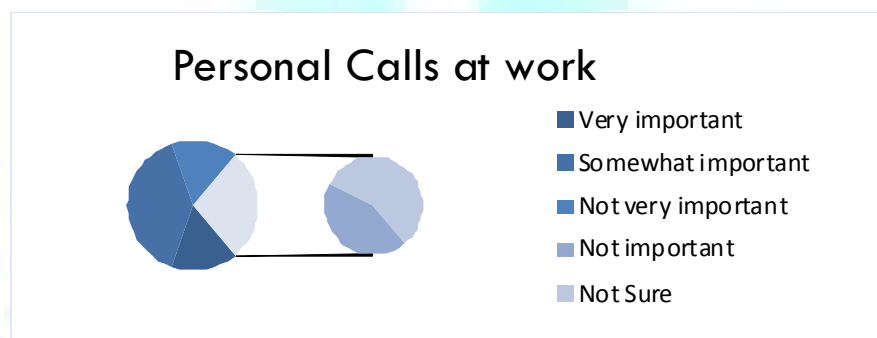 Personal Calls at work
Very important
Somewhat important
Not very important
Not important
Not Sure